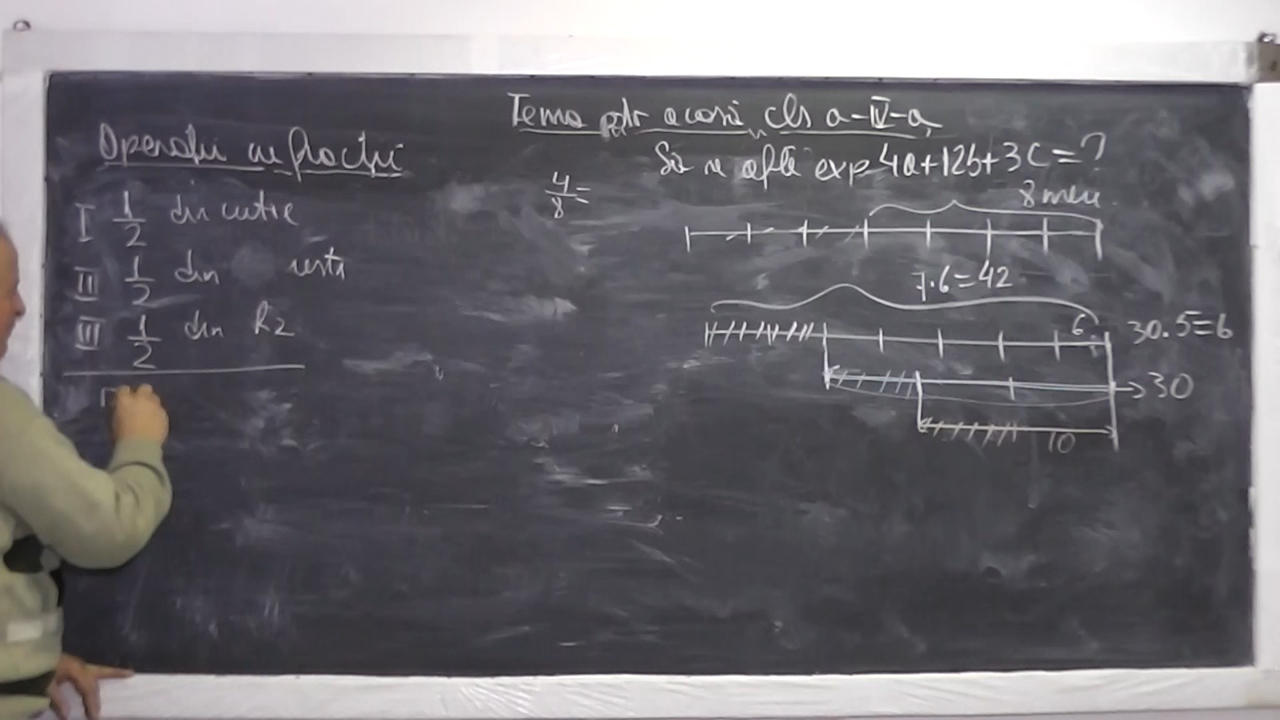 Tema ptr acasă, cls a-IV-a,
Operații cu fracții
Să se afle exp 4a+12b+3c=?
4/8=
8 mere
I 1/2 din cutie
II 1/2 din restu
III 1/2 din R2
7·6=42
6
30:5=6
30
10